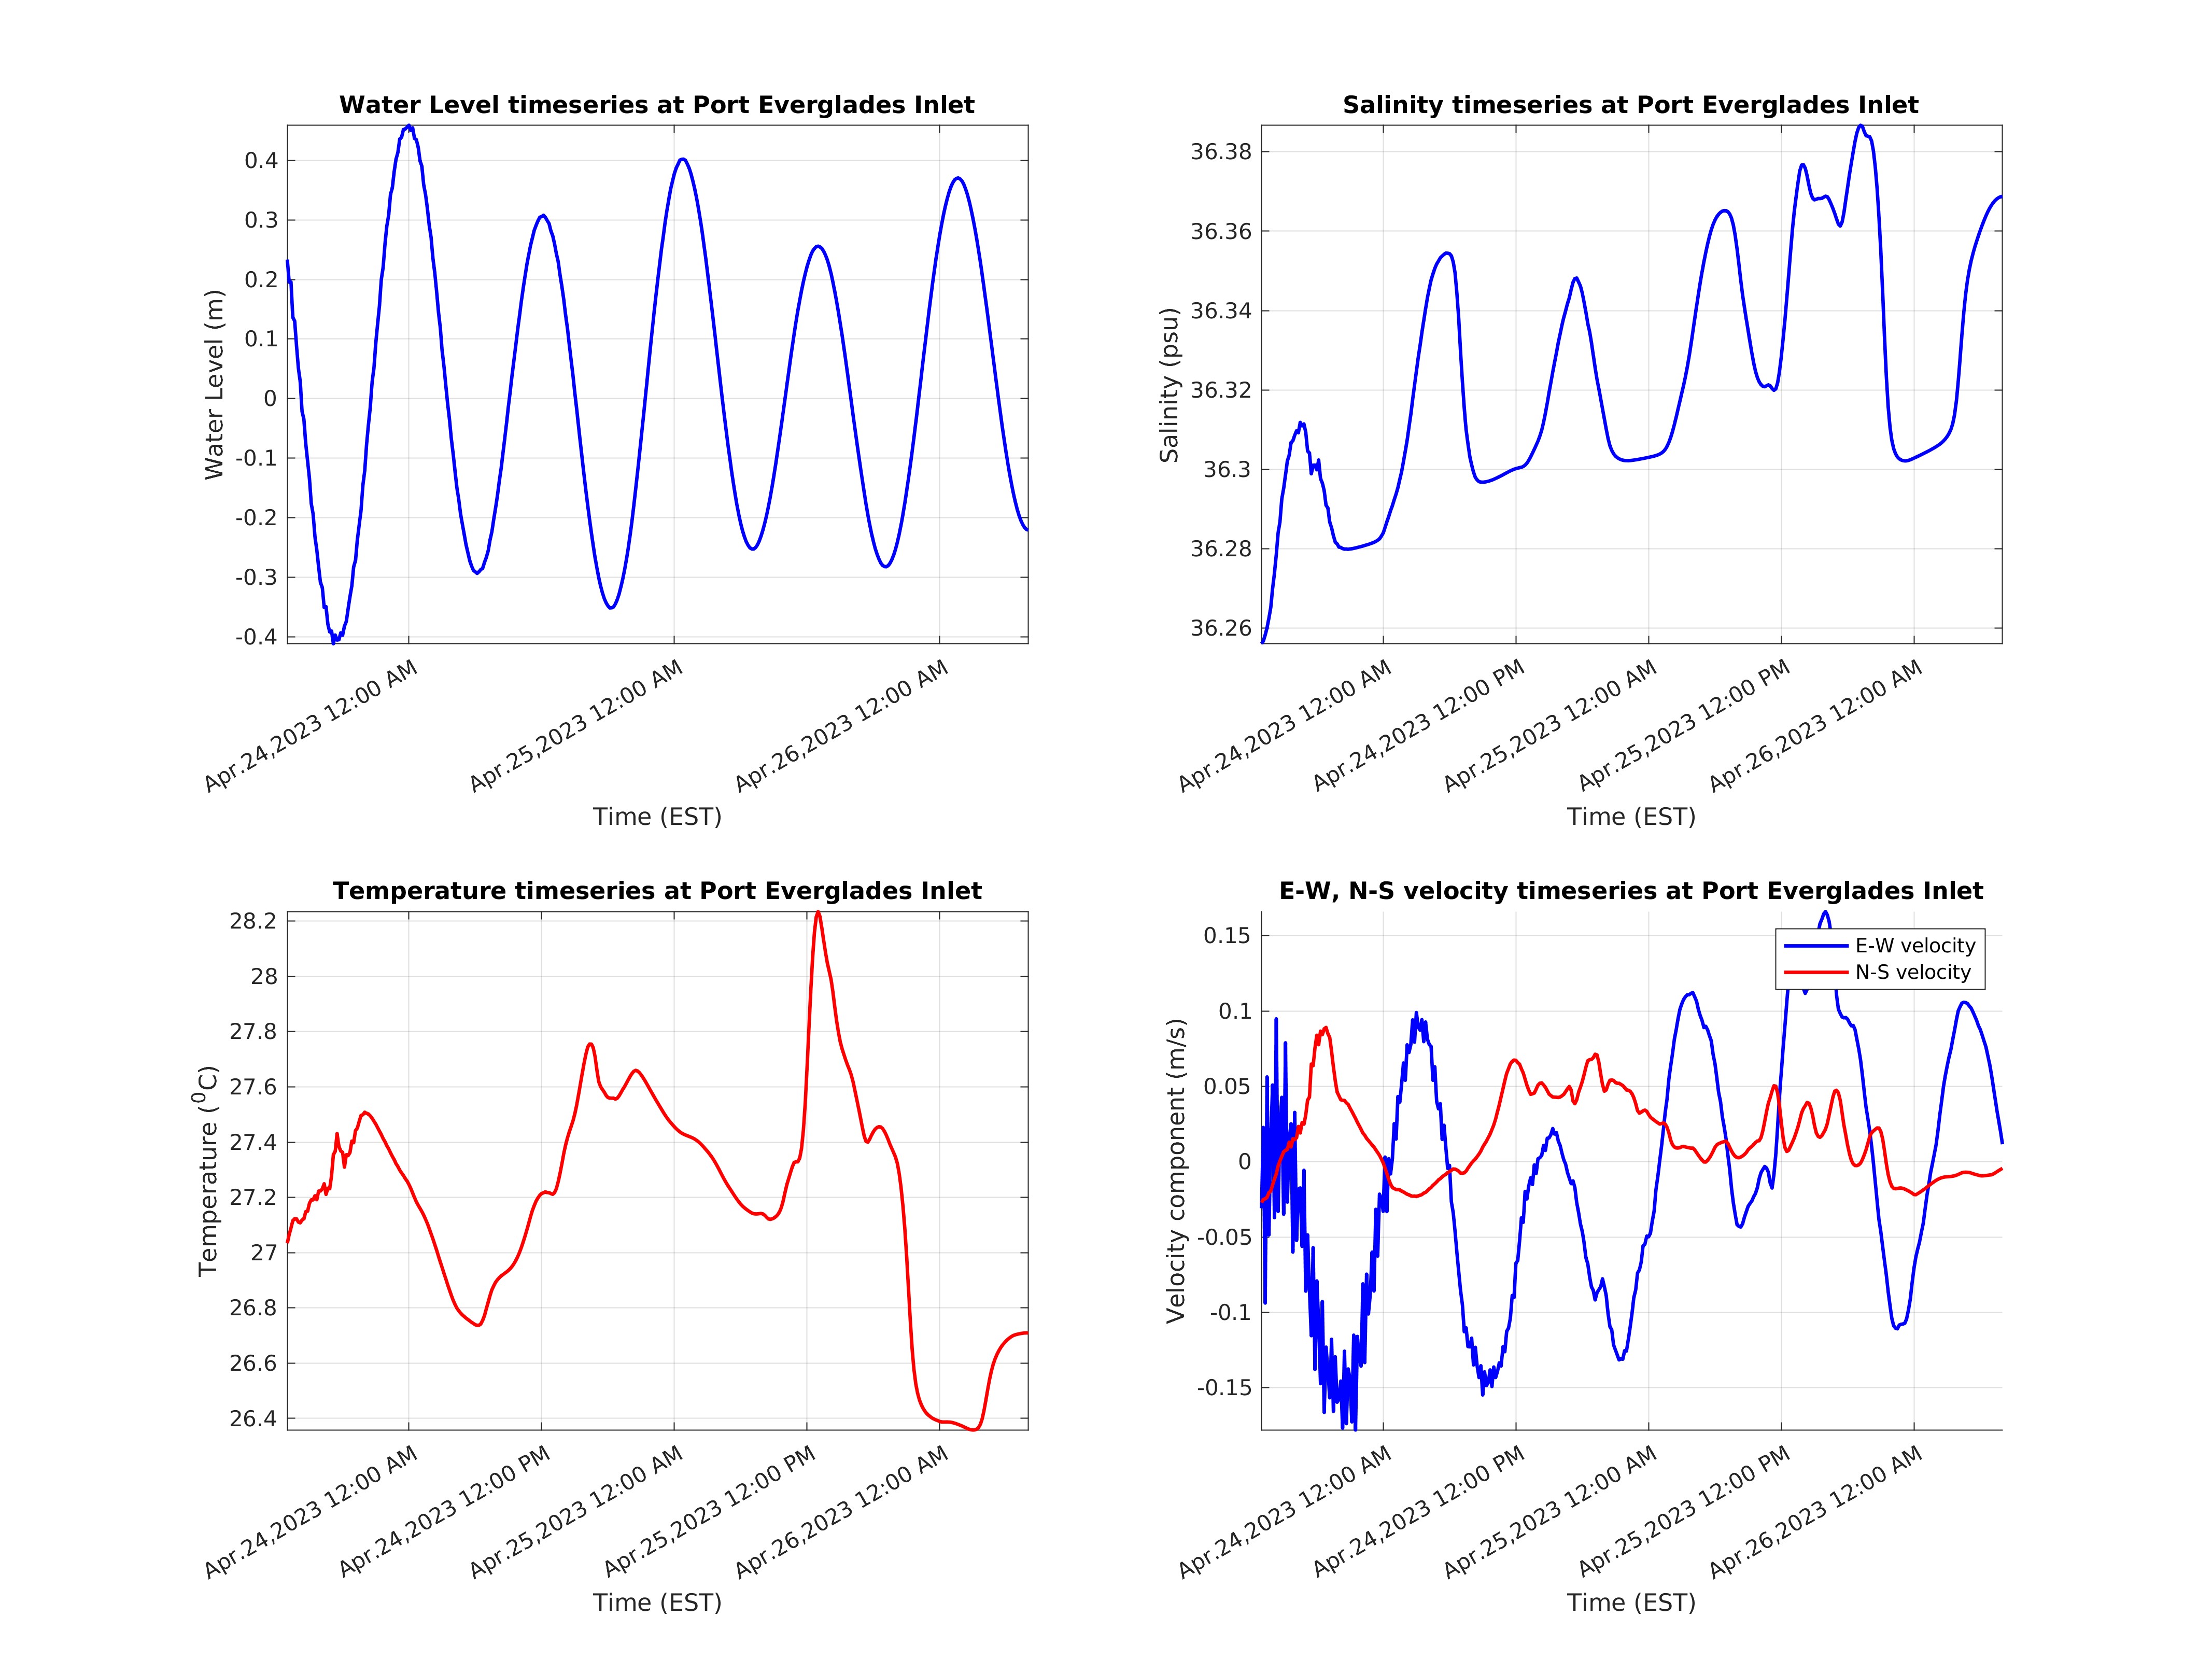 Water Level timeseries at Port Everglades Inlet
Water Level (m)
0.4
0.3
0.2
0.1
0
-0.1
-0.2
-0.3
-0.4
Apr.24,2023 12:00 AM
Apr.25,2023 12:00 AM
Apr.26,2023 12:00 AM
Time (EST)
Salinity timeseries at Port Everglades Inlet
Salinity (psu)
36.38
36.36
36.34
36.32
36.3
36.28
36.26
Apr.24,2023 12:00 AM
Apr.24,2023 12:00 PM
Apr.25,2023 12:00 AM
Apr.25,2023 12:00 PM
Apr.26,2023 12:00 AM
Time (EST)
Temperature timeseries at Port Everglades Inlet
Temperature (⁰C)
28.2
28
27.8
27.6
27.4
27.2
27
26.8
26.6
26.4
Apr.24,2023 12:00 AM
Apr.24,2023 12:00 PM
Apr.25,2023 12:00 AM
Apr.25,2023 12:00 PM
Apr.26,2023 12:00 AM
Time (EST)
E-W, N-S velocity timeseries at Port Everglades Inlet
Velocity component (m/s)
0.15
0.1
0.05
0
-0.05
-0.1
-0.15
E-W velocity
N-S velocity
Apr.24,2023 12:00 AM
Apr.24,2023 12:00 PM
Apr.25,2023 12:00 AM
Apr.25,2023 12:00 PM
Apr.26,2023 12:00 AM
Time (EST)